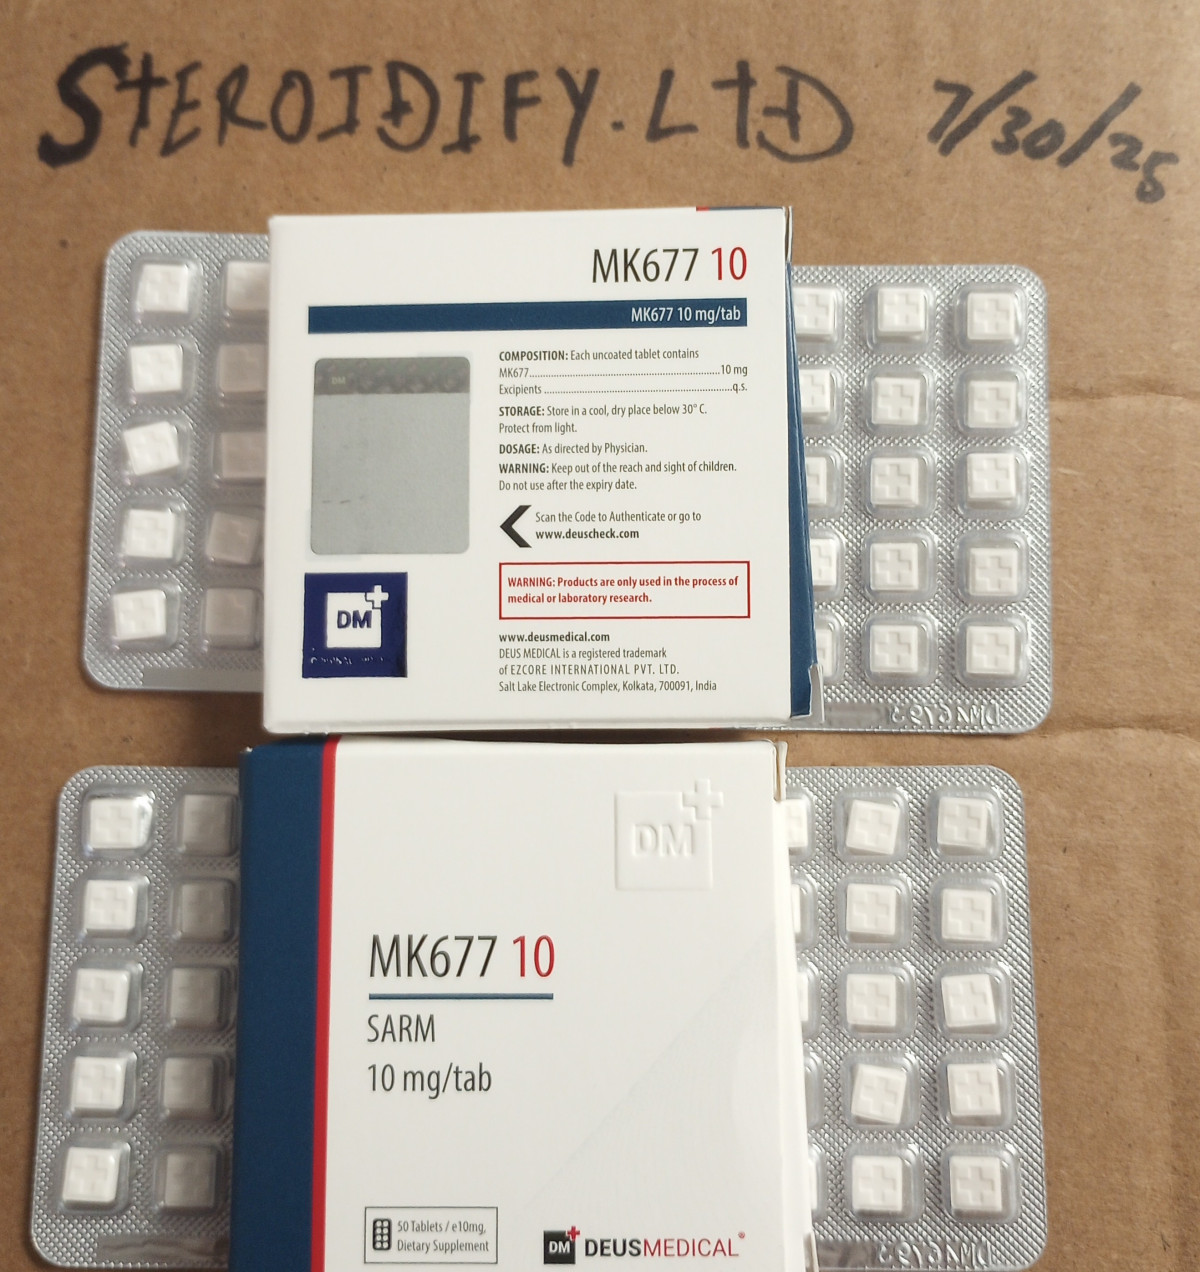 STEROIDIFY.LTD 7/30/25
MK677 10
MK677 10 mg/tab
COMPOSITION: Each uncoated tablet contains
MK677......................................................................10 mg
Excipients ......................................................................q.s.
STORAGE: Store in a cool, dry place below 30° C.
Protect from light.
DOSAGE: As directed by Physician.
WARNING: Keep out of the reach and sight of children.
Do not use after the expiry date.
Scan the Code to Authenticate or go to
www.deuscheck.com
WARNING: Products are only used in the process of
medical or laboratory research.
DM
DM
www.deusmedical.com
DEUS MEDICAL is a registered trademark
of EZCORE INTERNATIONAL PVT. LTD.
Salt Lake Electronic Complex, Kolkata, 700091, India
DM
MK677 10
SARM
10 mg/tab
50 Tablets / e10mg,
Dietary Supplement
DM DEUSMEDICAL®